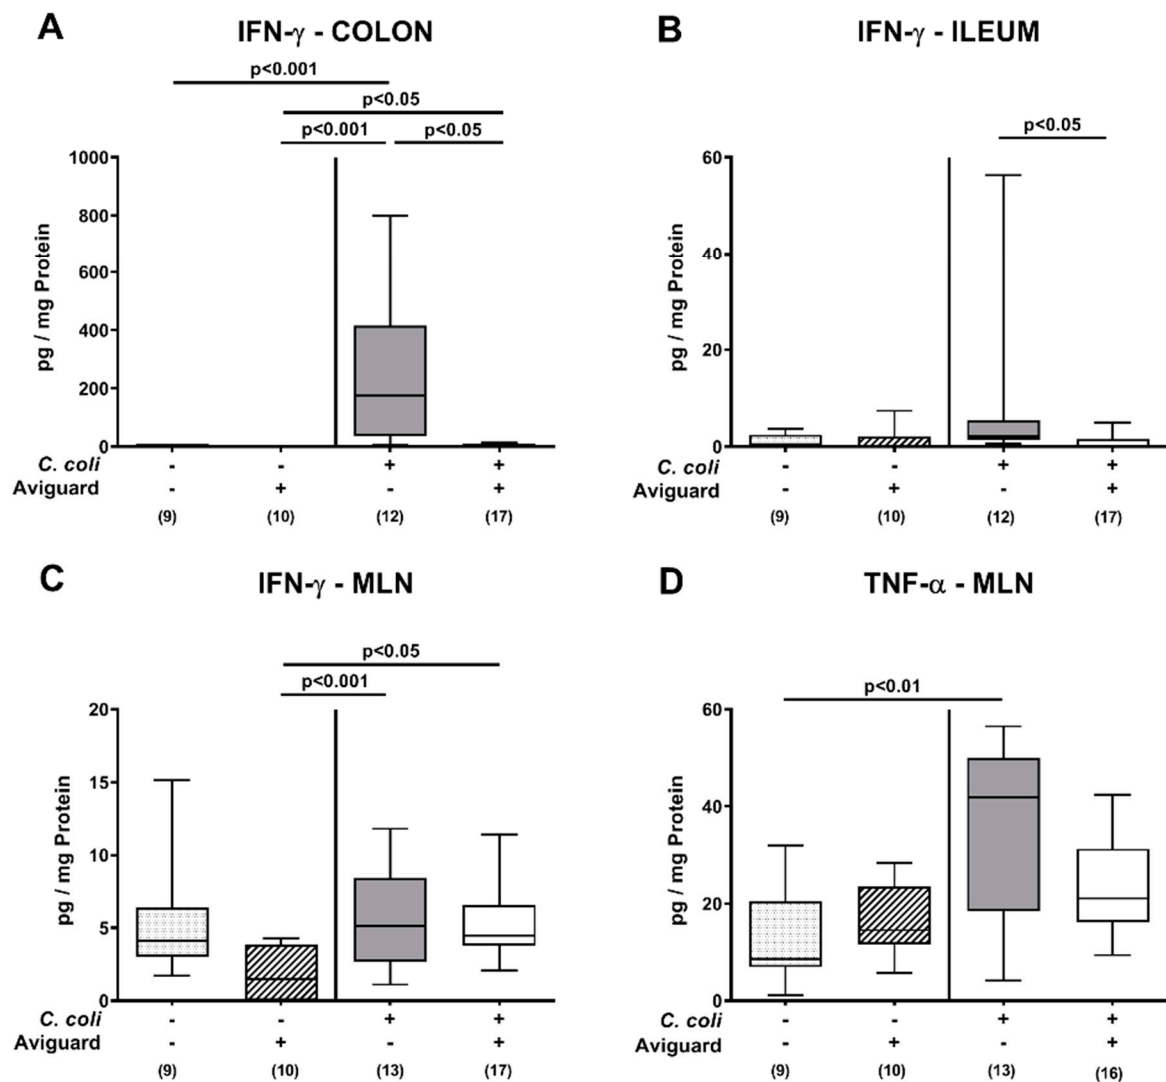 A
IFN-γ - COLON
p<0.001
p<0.05
p<0.001 p<0.05
1000
800
600
400
200
0
pg / mg Protein
C. coli - - + +
Aviguard - + - +
(9) (10) (12) (17)
B
IFN-γ - ILEUM
p<0.05
60
40
20
0
pg / mg Protein
C. coli - - + +
Aviguard - + - +
(9) (10) (12) (17)
C
IFN-γ - MLN
p<0.05
p<0.001
20
15
10
5
0
pg / mg Protein
C. coli - - + +
Aviguard - + - +
(9) (10) (13) (17)
D
TNF-α - MLN
p<0.01
60
40
20
0
pg / mg Protein
C. coli - - + +
Aviguard - + - +
(9) (10) (13) (16)